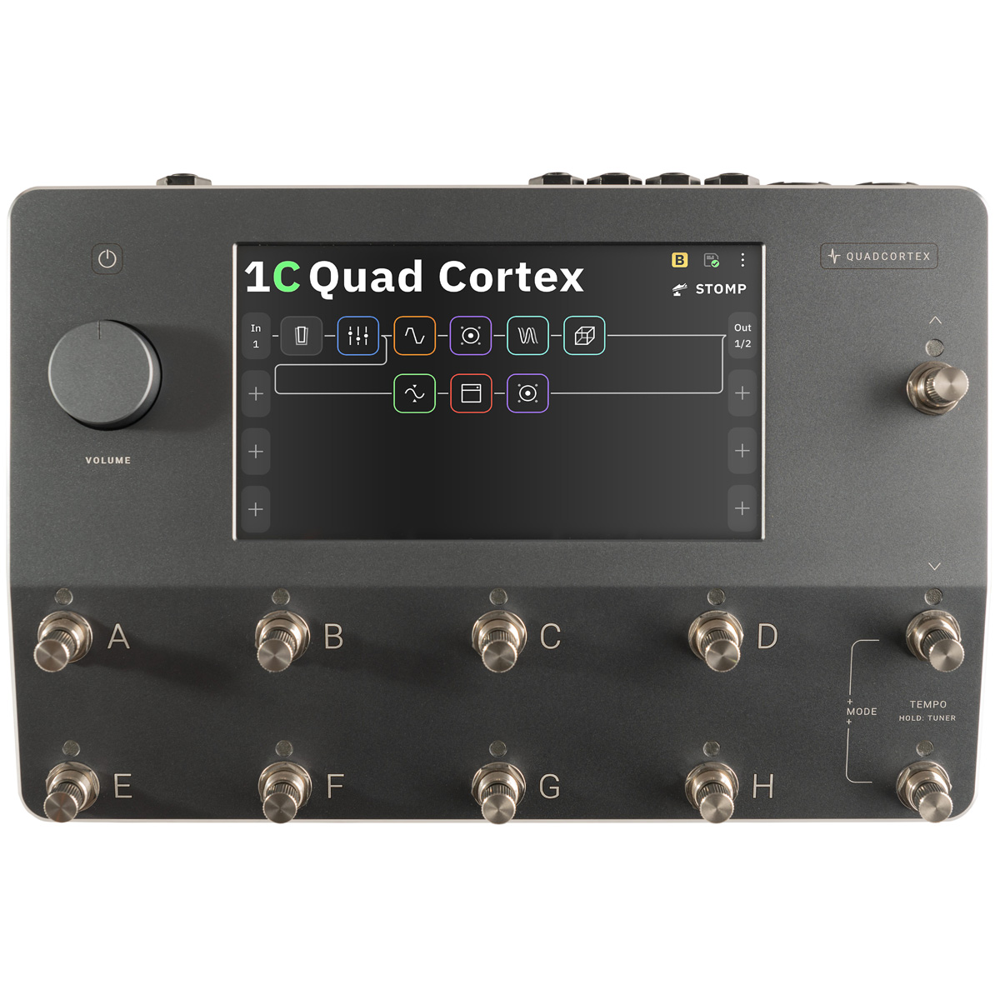 1C Quad Cortex
B
STOMP
QUADCORTEX
In
1
Out
1/2
VOLUME
A
B
C
D
+
MODE
+
TEMPO
HOLD: TUNER
E
F
G
H